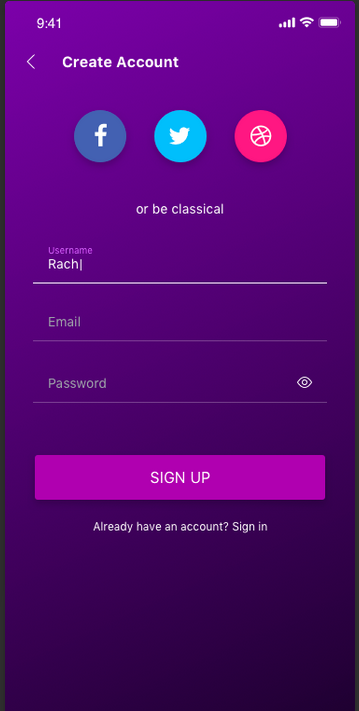 9:41
Create Account
or be classical
Username
Rach
Email
Password
SIGN UP
Already have an account? Sign in